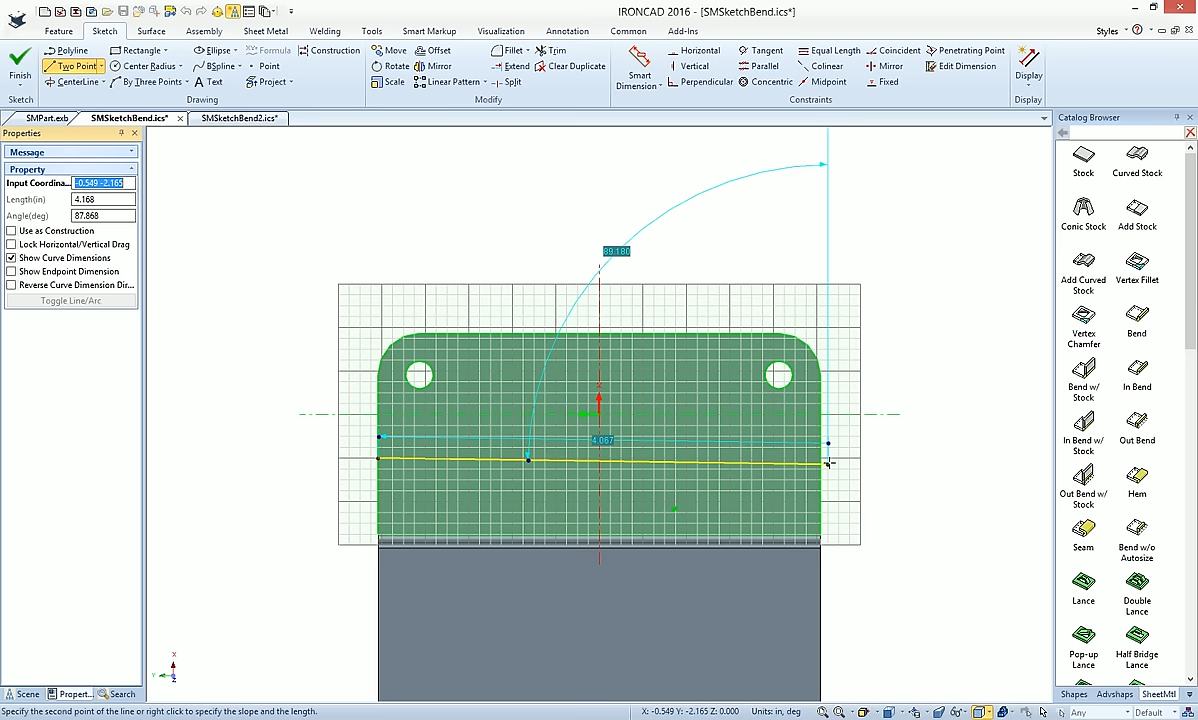 IRONCAD 2016 - [SMSketchBend.ics*]
Feature Sketch Surface Assembly Sheet Metal Welding Tools Smart Markup Visualization Annotation Common Add-Ins Styles
Polyline Rectangle Ellipse Formula Construction Move Offset Fillet Trim Horizontal Tangent Equal Length Coincident Penetrating Point
Finish Two Point Center Radius BSpline Point Rotate Mirror Extend Clear Duplicate Smart Dimension Vertical Parallel Colinear Mirror Edit Dimension Display
CenterLine By Three Points Text Project Scale Linear Pattern Split Perpendicular Concentric Midpoint Fixed
Sketch Drawing Modify Constraints Display
SMPart.exb SMSketchBend.ics* SMSketchBend2.ics* Catalog Browser
Properties
Message
Property
Input Coordina... -0.549 -2.165
Length(in) 4.168
Angle(deg) 87.868
Use as Construction
Lock Horizontal/Vertical Drag
Show Curve Dimensions
Show Endpoint Dimension
Reverse Curve Dimension Dir...
Toggle Line/Arc
89.180
4.067
X
X
Y
Z
Stock Curved Stock
Conic Stock Add Stock
Add Curved Stock Vertex Fillet
Vertex Chamfer Bend
Bend w/ Stock In Bend
In Bend w/ Stock Out Bend
Out Bend w/ Stock Hem
Seam Bend w/o Autosize
Lance Double Lance
Pop-up Lance Half Bridge Lance
Scene Propert... Search Shapes Advshaps SheetMtl
Specify the second point of the line or right click to specify the slope and the length. X: -0.549 Y: -2.165 Z: 0.000 Units: in, deg Any Default